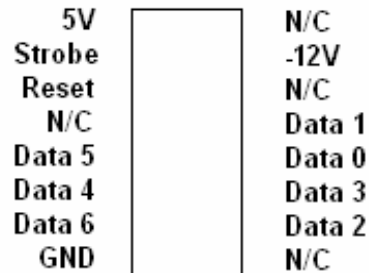 5V N/C
Strobe -12V
Reset N/C
N/C Data 1
Data 5 Data 0
Data 4 Data 3
Data 6 Data 2
GND N/C